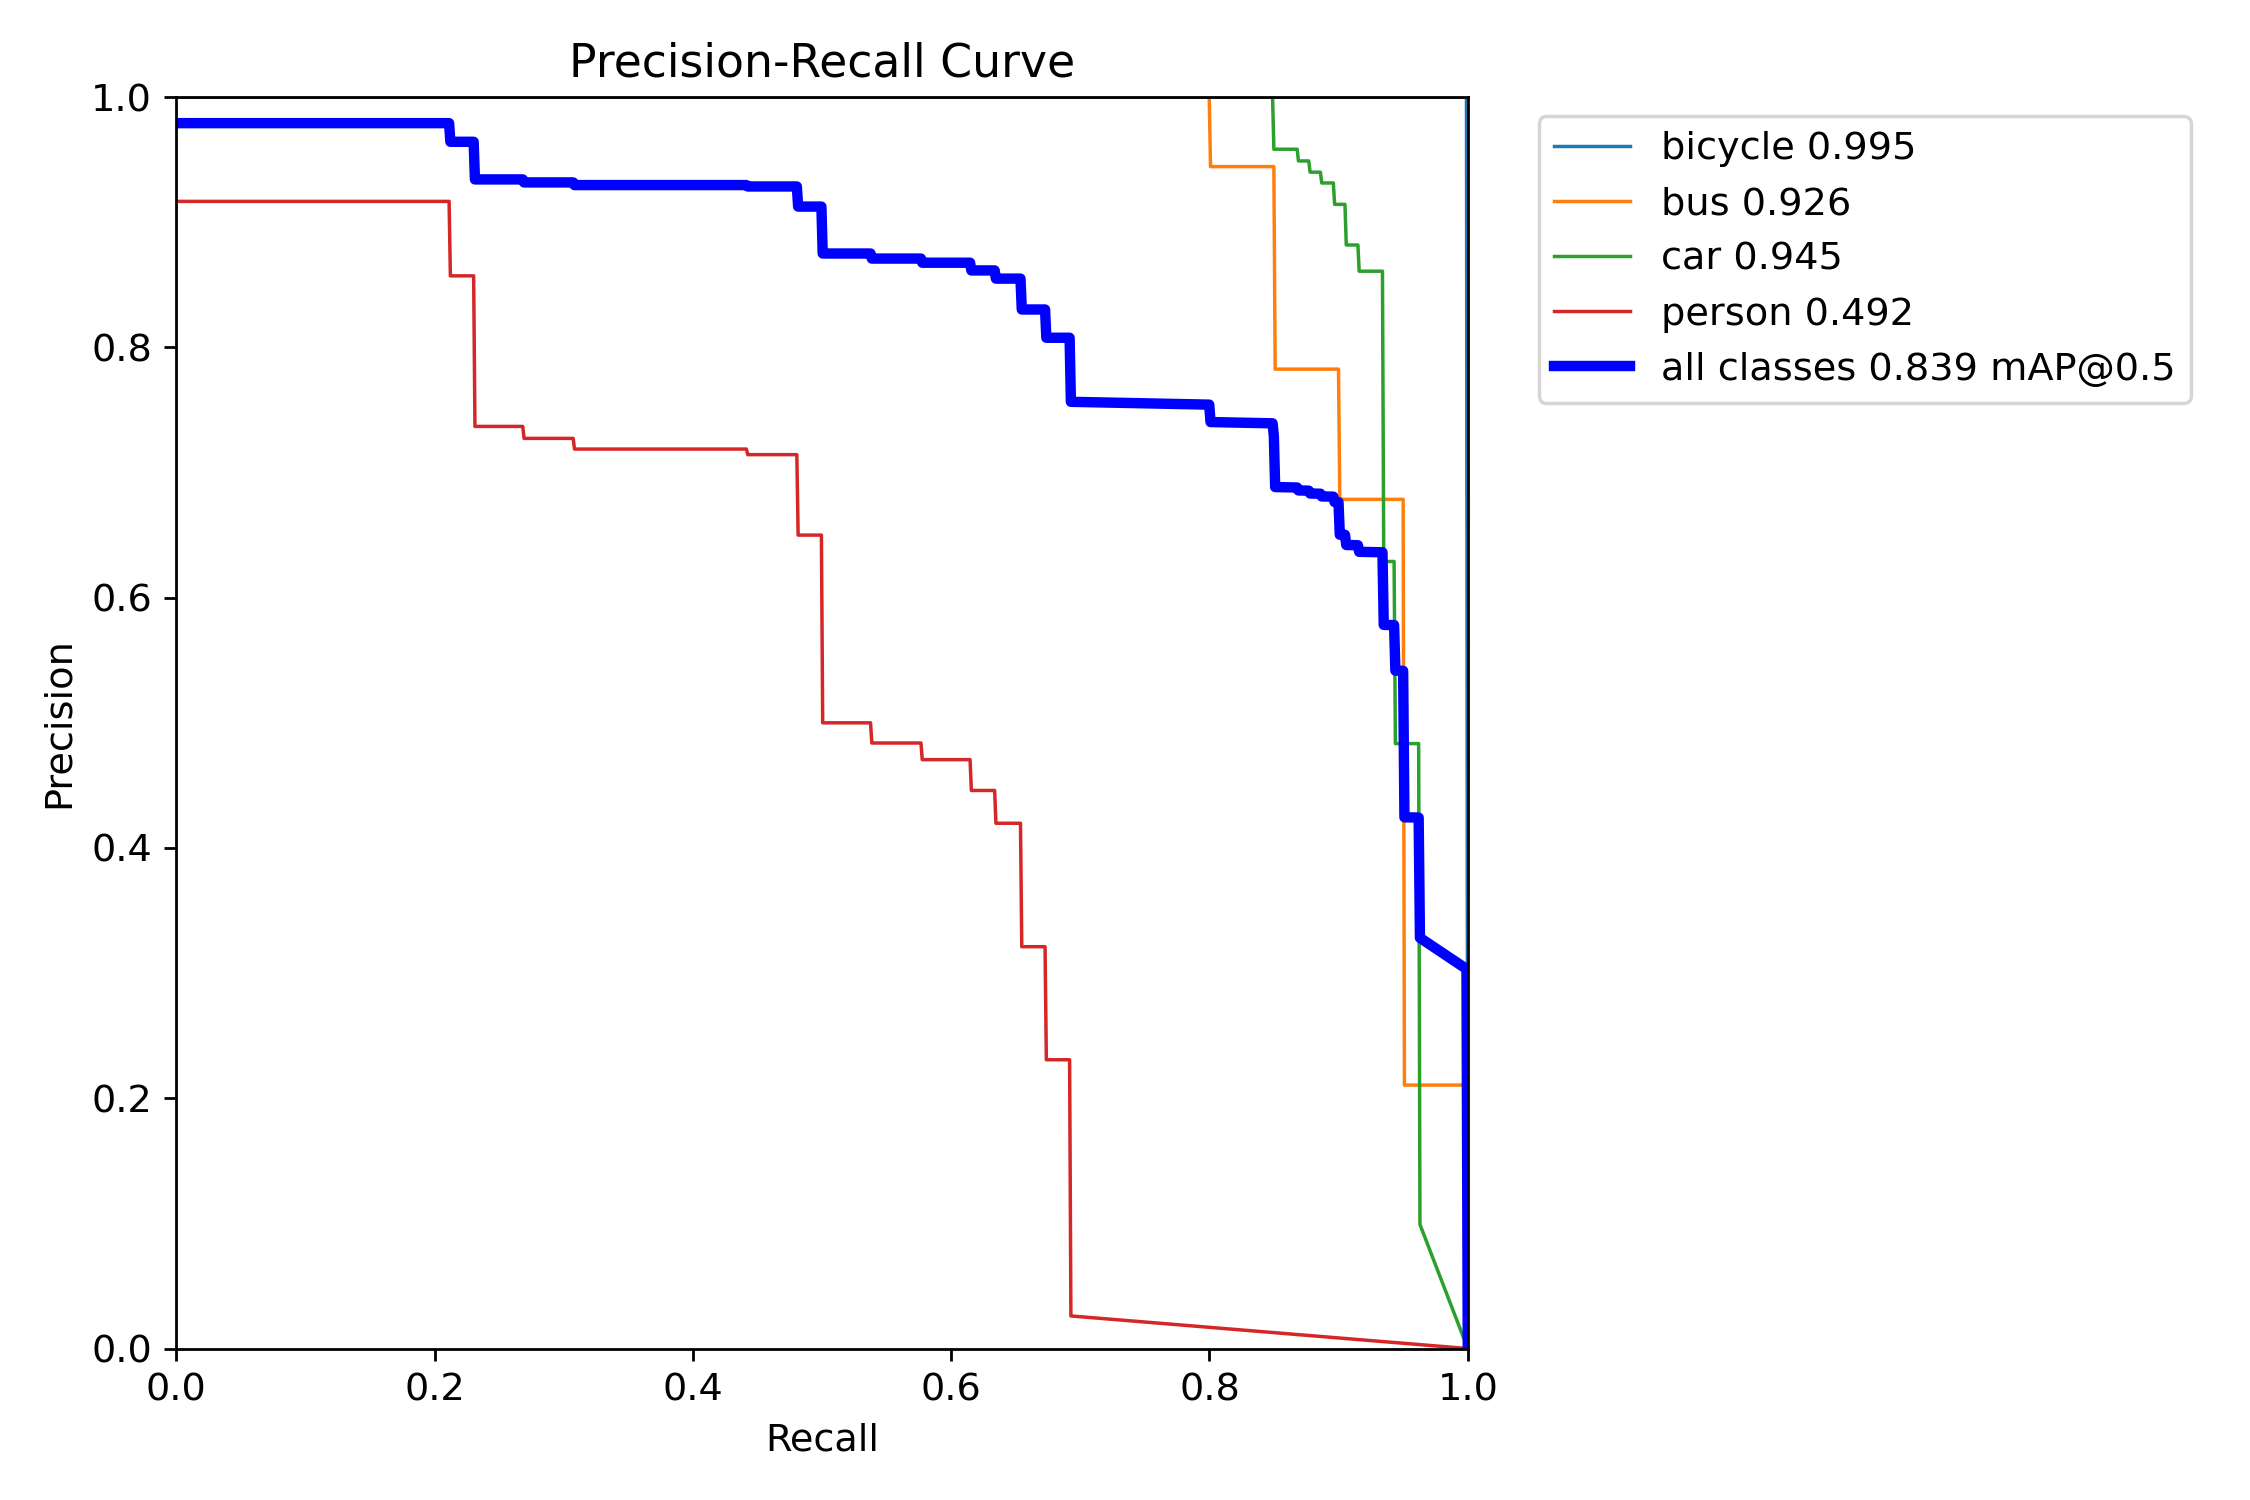 Precision-Recall Curve
1.0
0.8
0.6
0.4
0.2
0.0
Precision
0.0 0.2 0.4 0.6 0.8 1.0
Recall
bicycle 0.995
bus 0.926
car 0.945
person 0.492
all classes 0.839 mAP@0.5